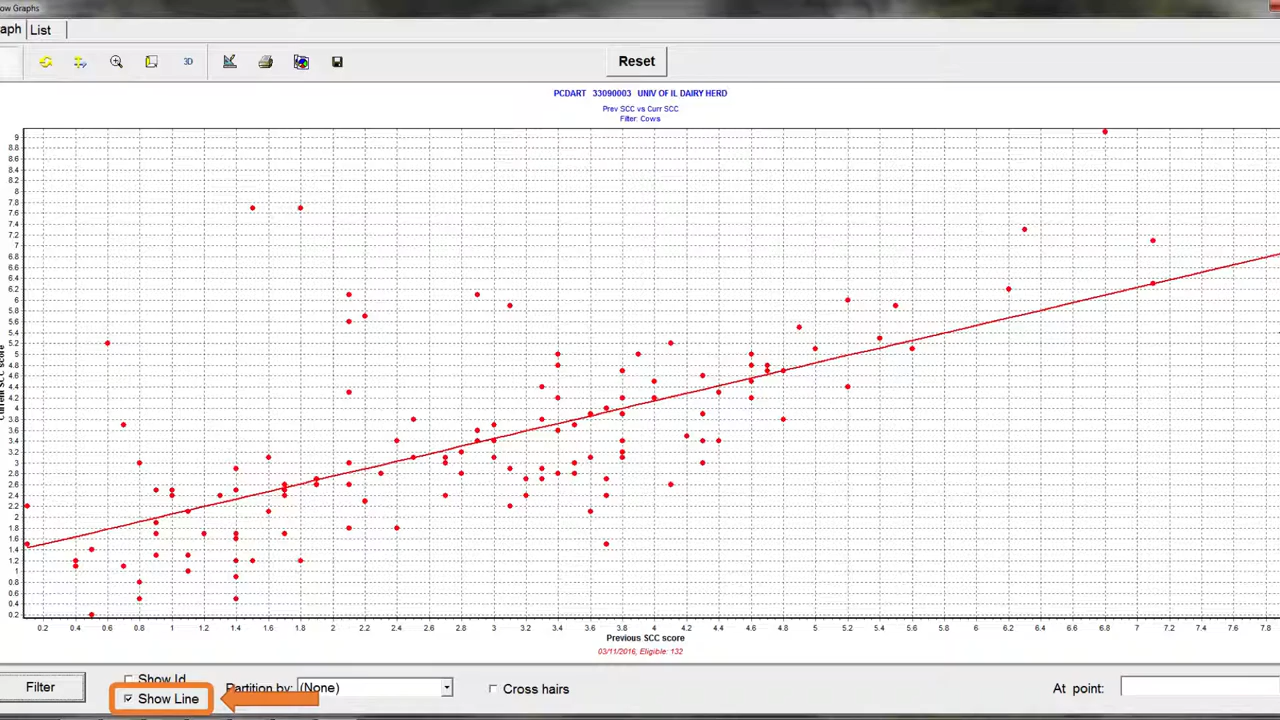 ow Graphs
aph List
3D Reset
PCDART 33090003 UNIV OF IL DAIRY HERD
Prev SCC vs Curr SCC
Filter: Cows
9
8.8
8.6
8.4
8.2
8
7.8
7.6
7.4
7.2
7
6.8
6.6
6.4
6.2
6
5.8
5.6
5.4
5.2
5
4.8
4.6
4.4
4.2
4
3.8
3.6
3.4
3.2
3
2.8
2.6
2.4
2.2
2
1.8
1.6
1.4
1.2
1
0.8
0.6
0.4
0.2
Current SCC score
0.2 0.4 0.6 0.8 1 1.2 1.4 1.6 1.8 2 2.2 2.4 2.6 2.8 3 3.2 3.4 3.6 3.8 4 4.2 4.4 4.6 4.8 5 5.2 5.4 5.6 5.8 6 6.2 6.4 6.6 6.8 7 7.2 7.4 7.6 7.8
Previous SCC score
03/11/2016, Eligible: 132
Filter
Show Id
Show Line
Partition by: (None)
Cross hairs
At point: